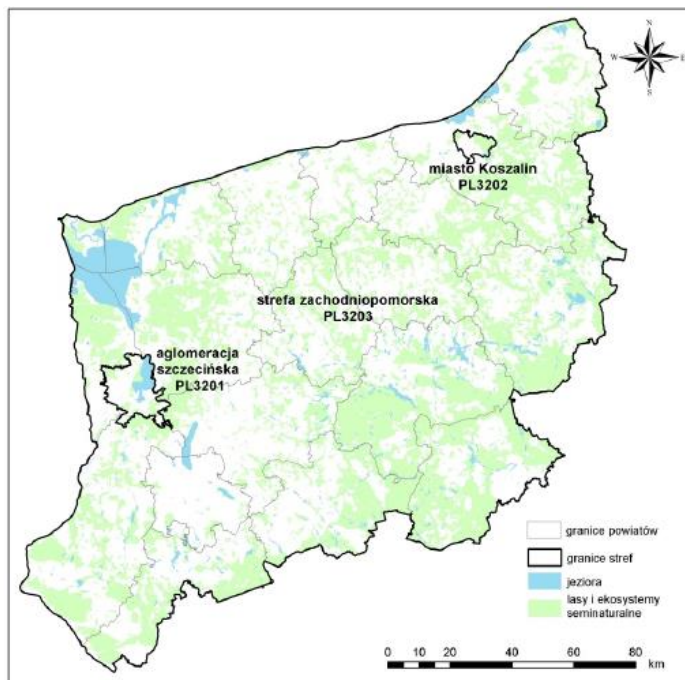 N
W E
S
miasto Koszalin
PL3202
strefa zachodniopomorska
PL3203
aglomeracja
szczecińska
PL3201
granice powiatów
granice stref
jeziora
lasy i ekosystemy
seminaturalne
0 10 20 40 60 80
km